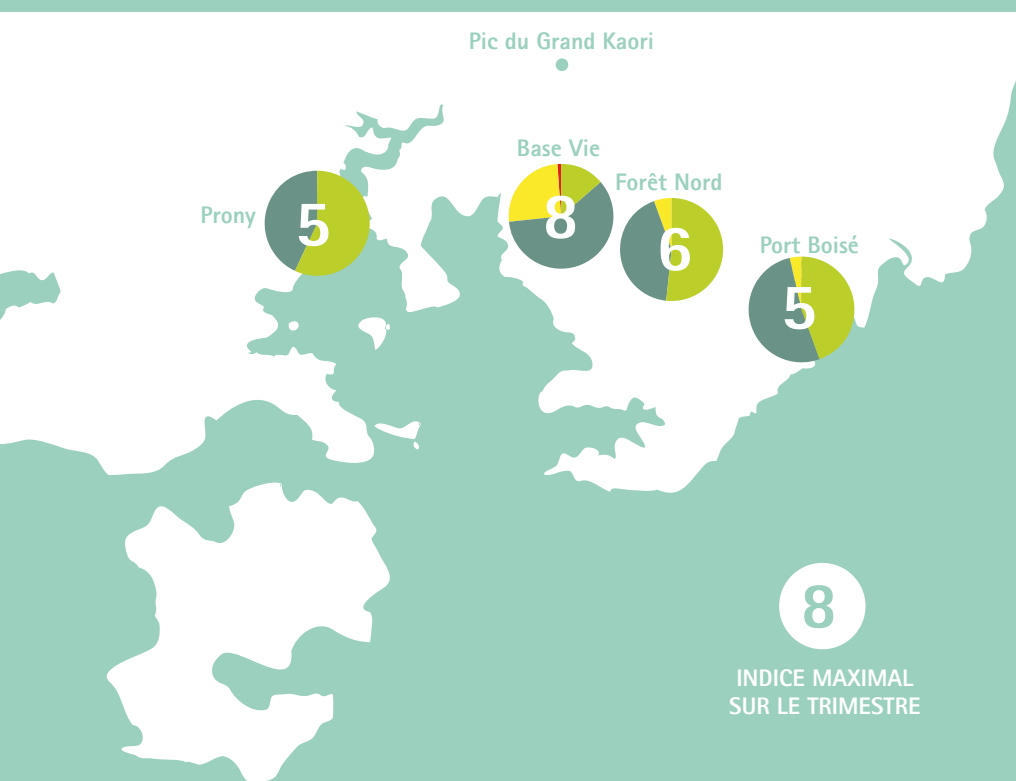 Pic du Grand Kaori
Base Vie
Forêt Nord
Prony
Port Boisé
5
8
6
5
8
INDICE MAXIMAL
SUR LE TRIMESTRE